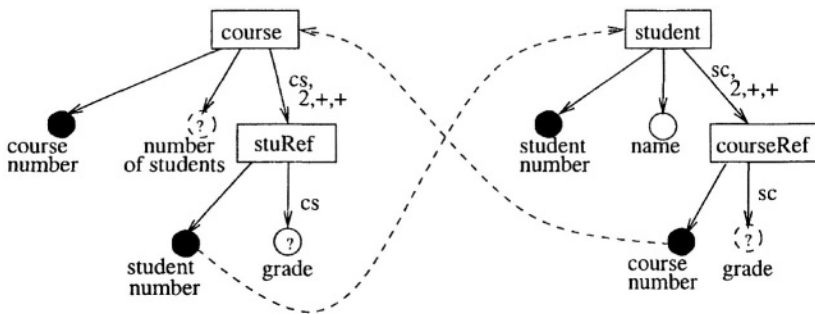 course
student
cs,
2,+,+
sc,
2,+,+
?
course
number
number
of students
stuRef
student
number
name
courseRef
cs
sc
?
?
student
number
grade
course
number
grade